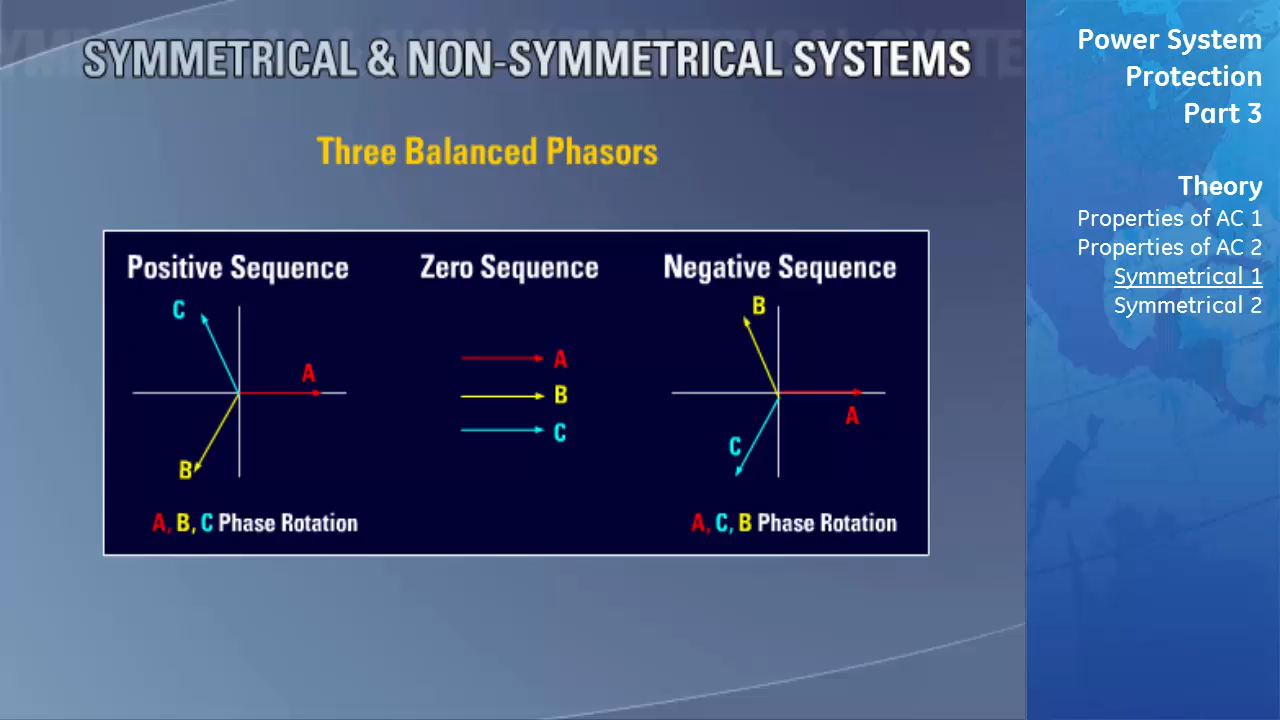 SYMMETRICAL & NON-SYMMETRICAL SYSTEMS
Three Balanced Phasors
Positive Sequence
C
A
B
A, B, C Phase Rotation
Zero Sequence
A
B
C
Negative Sequence
B
A
C
A, C, B Phase Rotation
Power System
Protection
Part 3
Theory
Properties of AC 1
Properties of AC 2
Symmetrical 1
Symmetrical 2